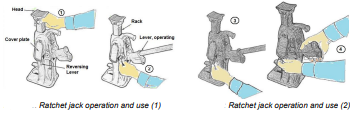 Head
Cover plate
Reversing
Lever
1
Rack
Lever, operating
2
.. Ratchet jack operation and use (1)
3
4
Ratchet jack operation and use (2)